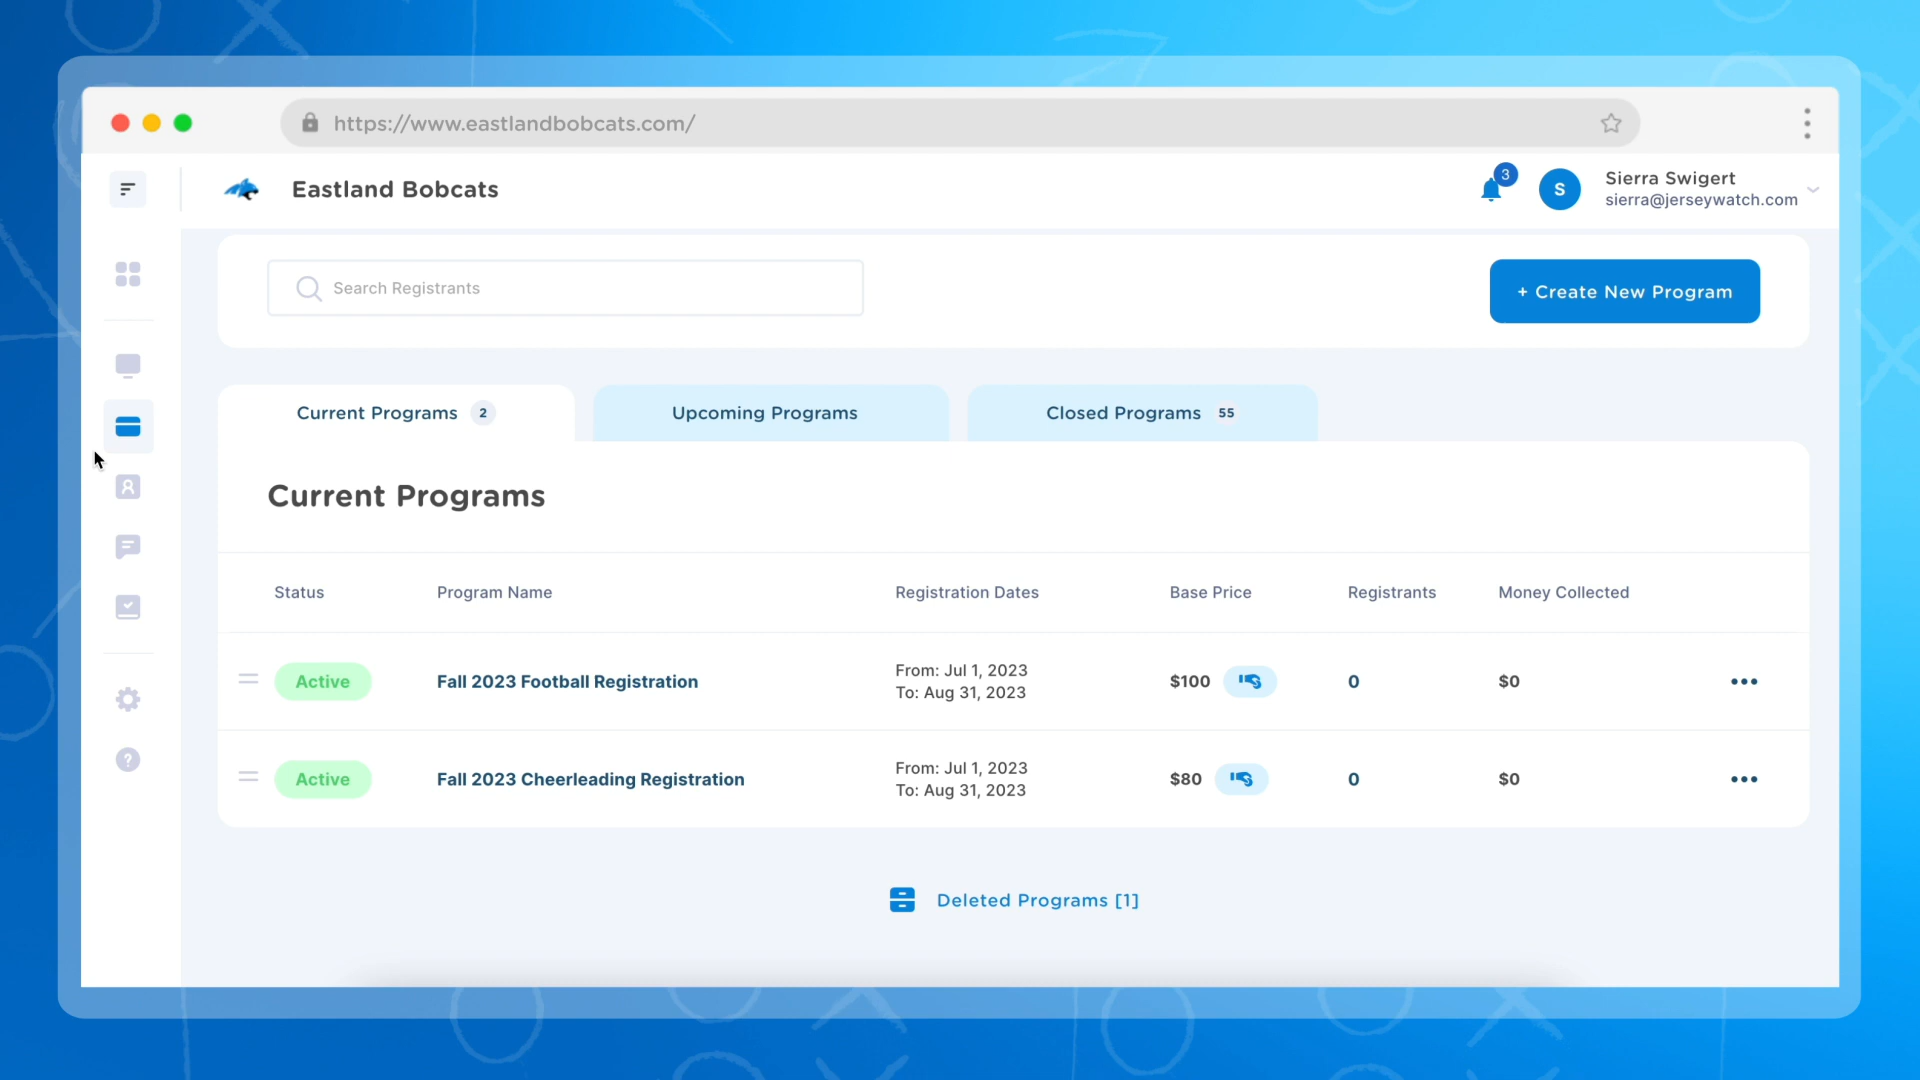 https://www.eastlandbobcats.com/
Eastland Bobcats
3
S
Sierra Swigert
sierra@jerseywatch.com
Search Registrants
+ Create New Program
Current Programs 2
Upcoming Programs
Closed Programs 55
Current Programs
Status Program Name Registration Dates Base Price Registrants Money Collected
Active Fall 2023 Football Registration From: Jul 1, 2023 $100 0 $0
To: Aug 31, 2023
Active Fall 2023 Cheerleading Registration From: Jul 1, 2023 $80 0 $0
To: Aug 31, 2023
Deleted Programs [1]